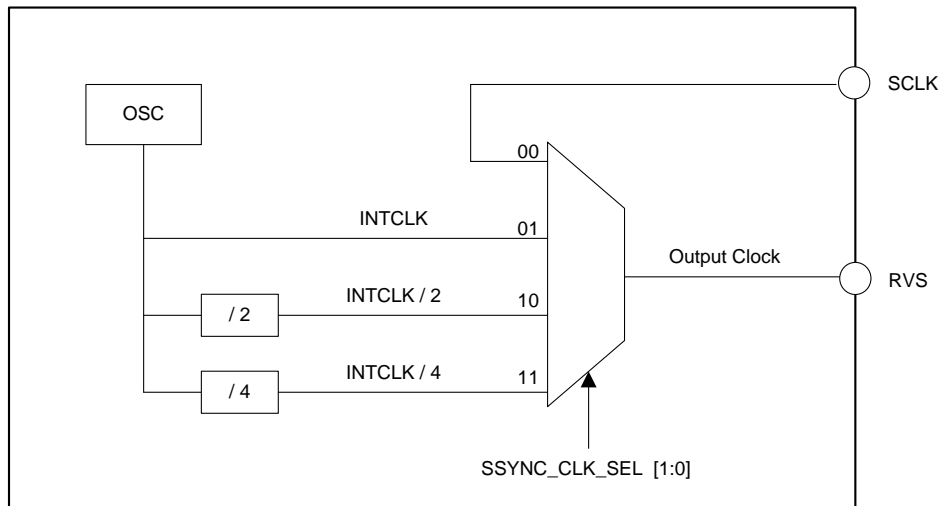 SCLK
OSC
00
INTCLK
01
Output Clock
RVS
INTCLK / 2
10
/ 2
INTCLK / 4
11
/ 4
SSYNC_CLK_SEL [1:0]